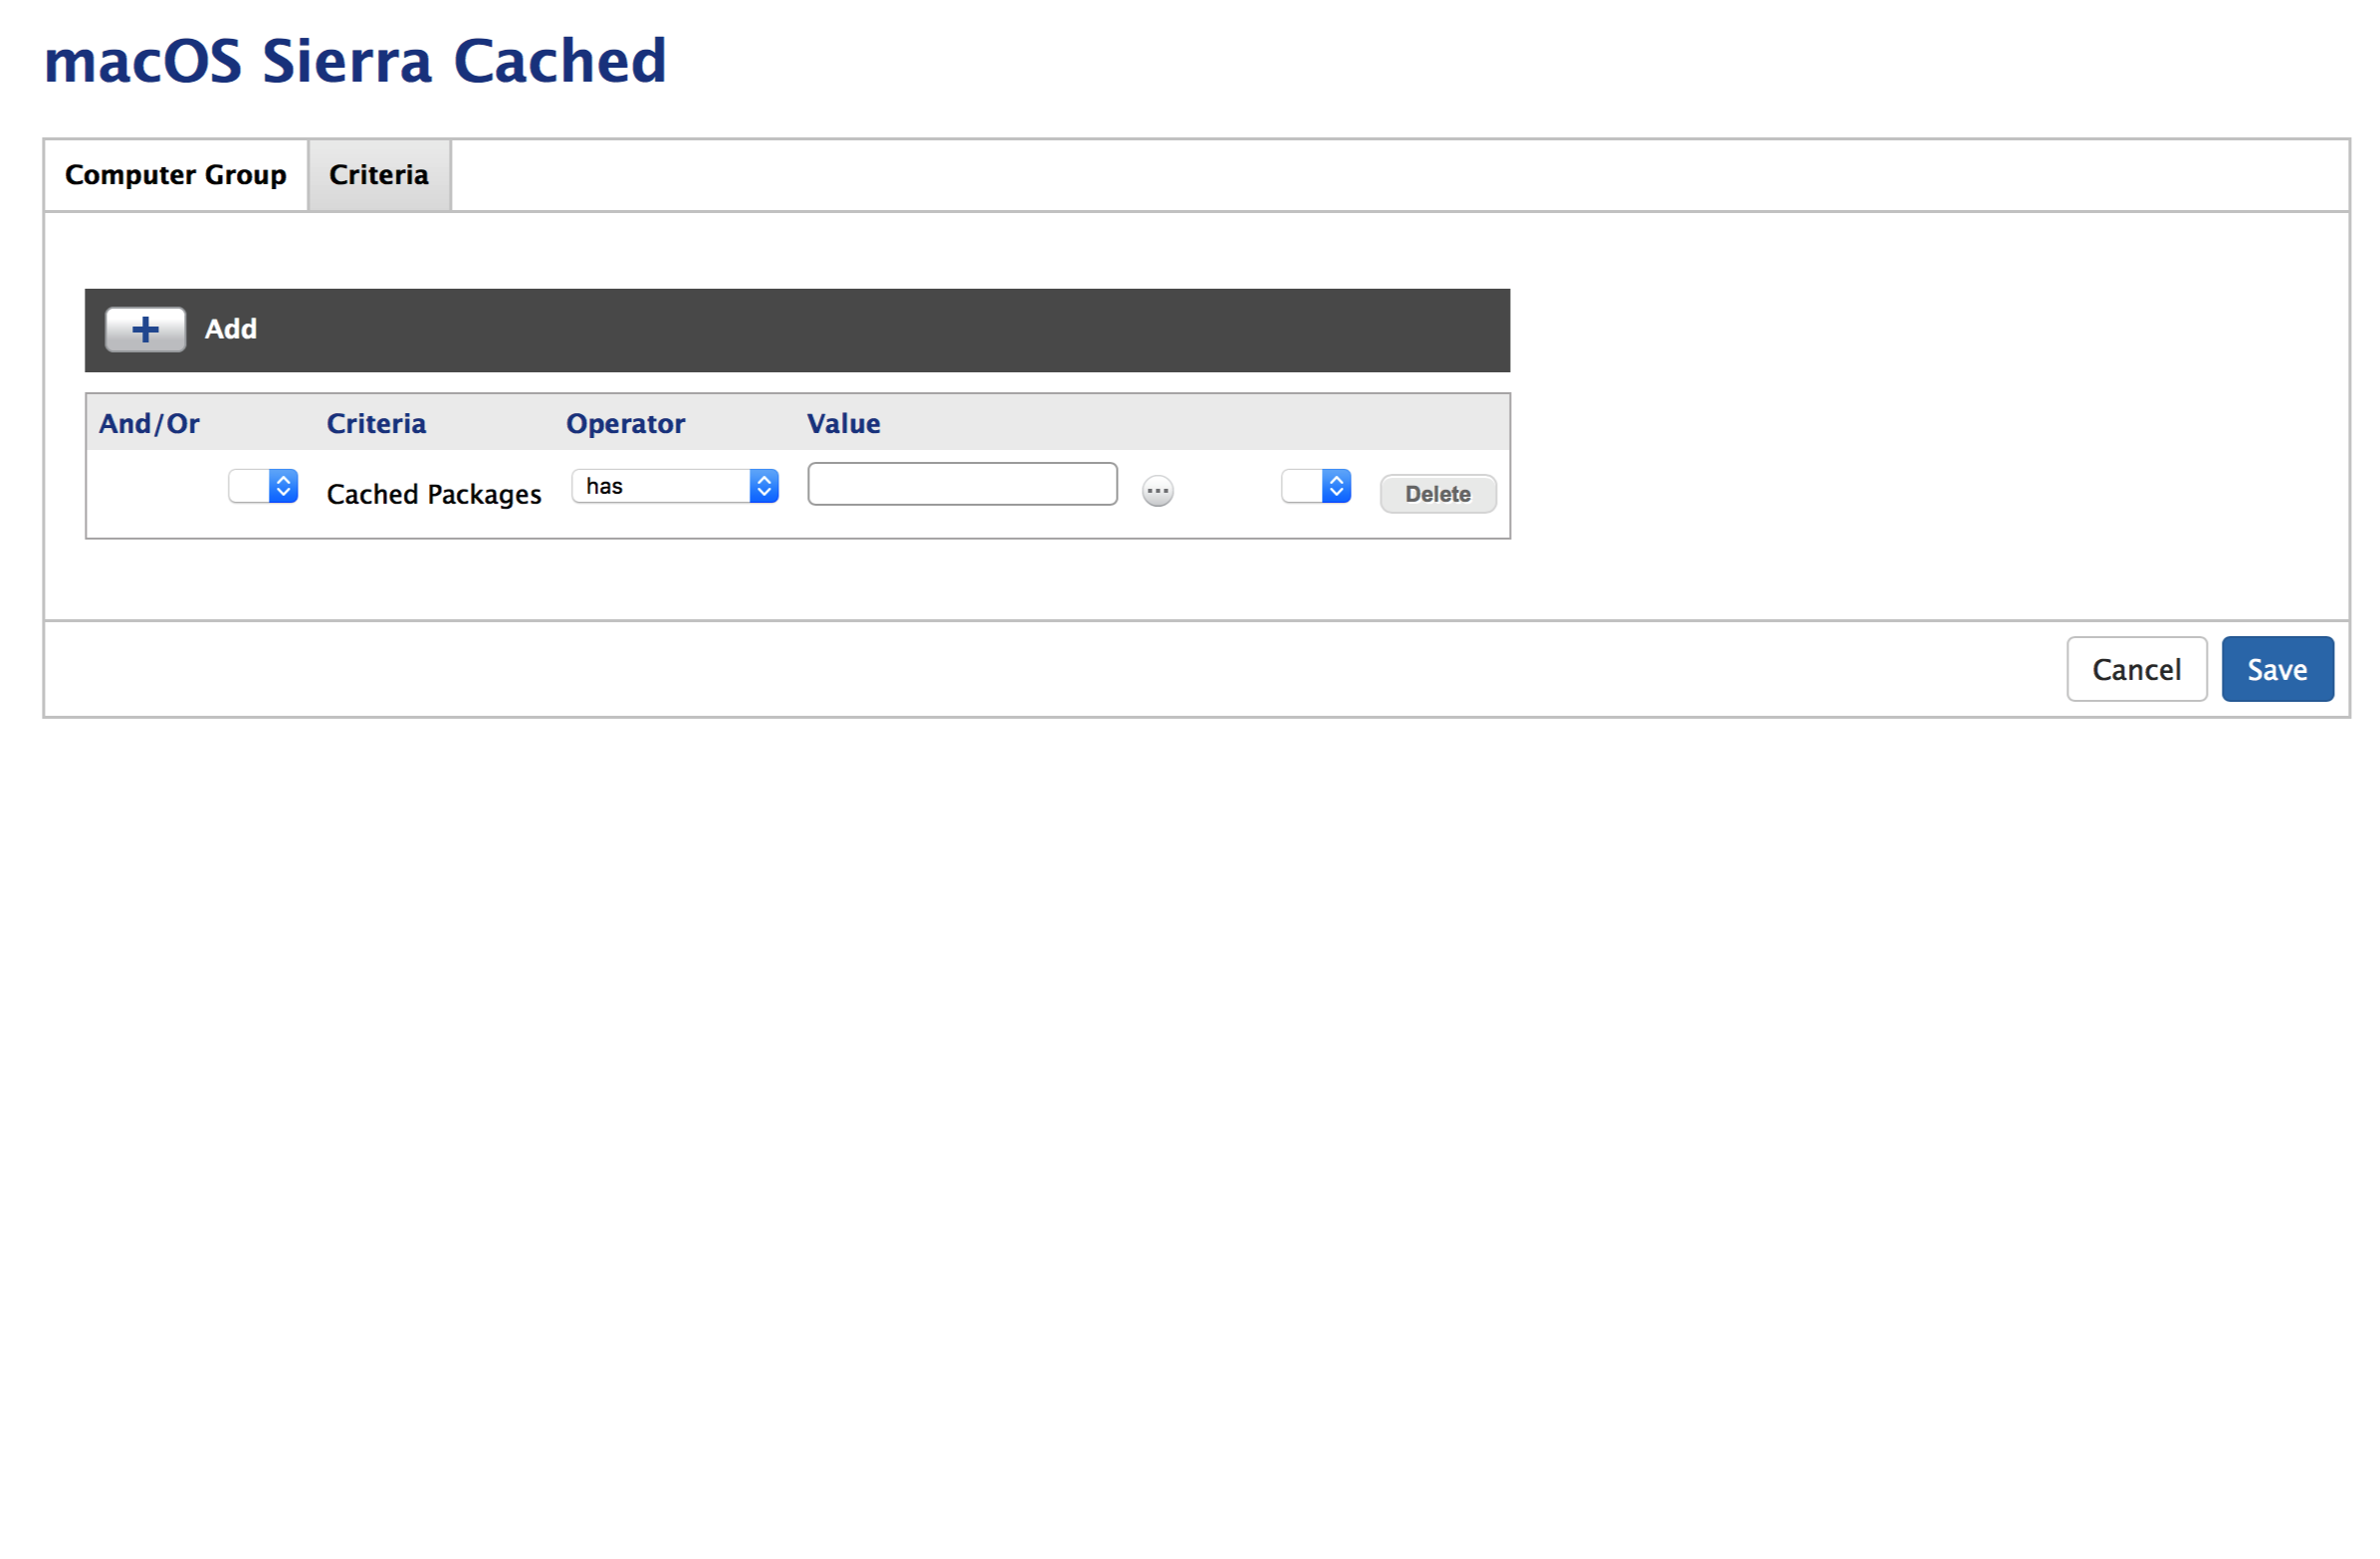 macOS Sierra Cached
Computer Group Criteria
Add
And/Or Criteria Operator Value
Cached Packages has Delete
Cancel Save